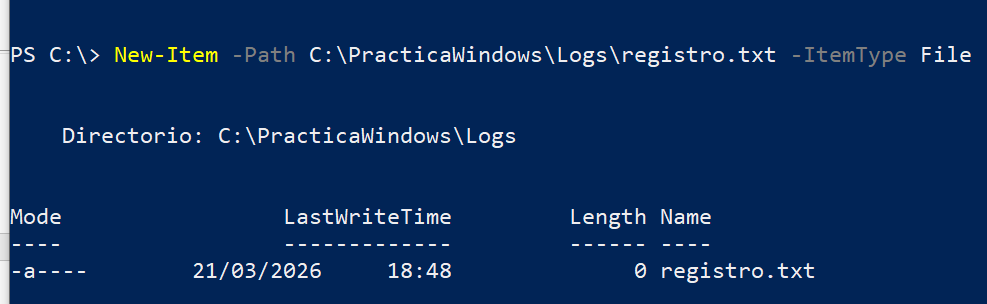 PS C:\> New-Item -Path C:\PracticaWindows\Logs\registro.txt -ItemType File
Directorio: C:\PracticaWindows\Logs
Mode LastWriteTime Length Name
---- ------------- ------ ----
-a---- 21/03/2026 18:48 0 registro.txt